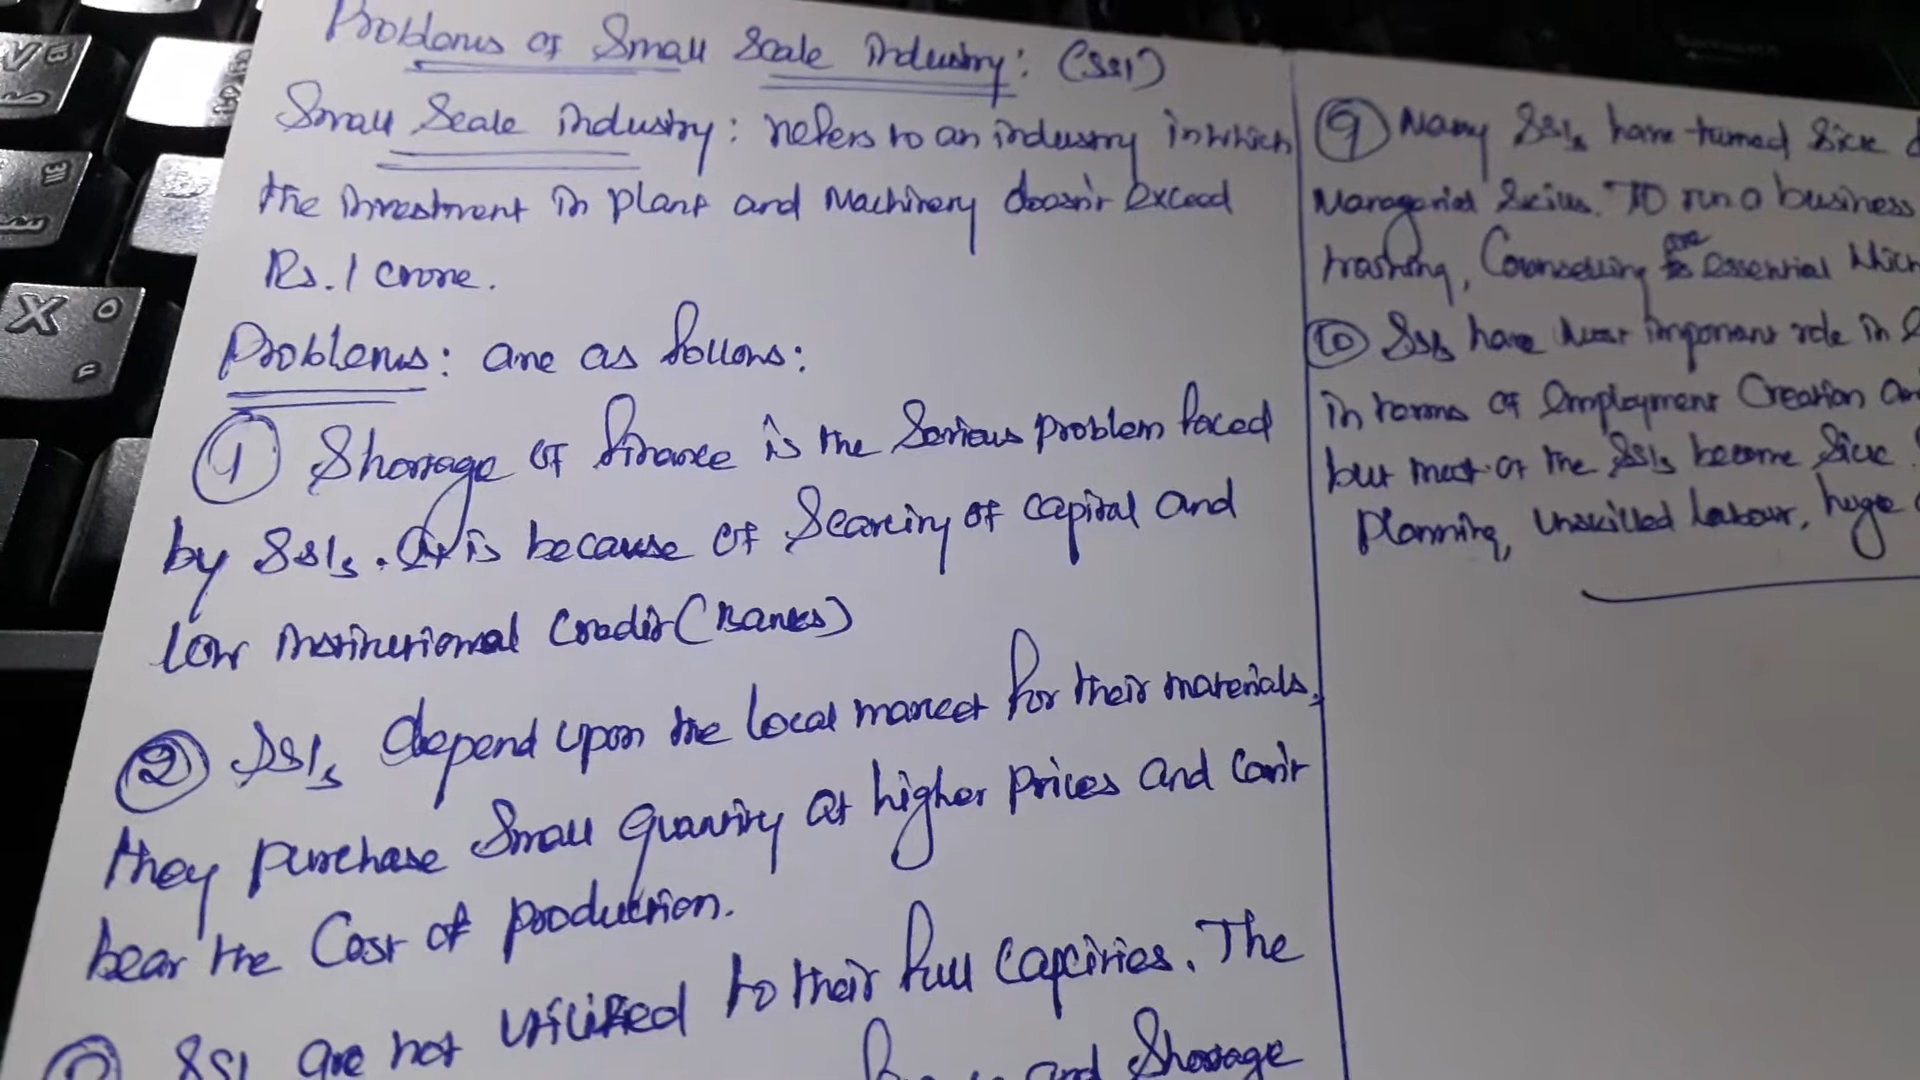 Problems of Small Scale Industry: (SSI)
Small Scale industry: refers to an industry in which
the investment in plant and Machinery doesn't exceed
Rs. 1 crore.
Problems: are as follows:
① Shortage of finance is the Serious problem faced
by SSIs. It is because of Scarcity of capital and
low institutional Credit (Banks)
② SSIs depend upon the local market for their materials.
they purchase Small quantity at higher prices and can't
bear the Cost of production.
SSI are not utilised to their full capcities. The
and Shortage
⑨ Many SSIs have turned Sick
Managerial Skills. To run a business
training, Counselling are essential which
⑩ SSIs have important role in
in terms of Employment Creation and
but most of the SSIs become Sick
Planning, Unskilled labour, huge
V
X